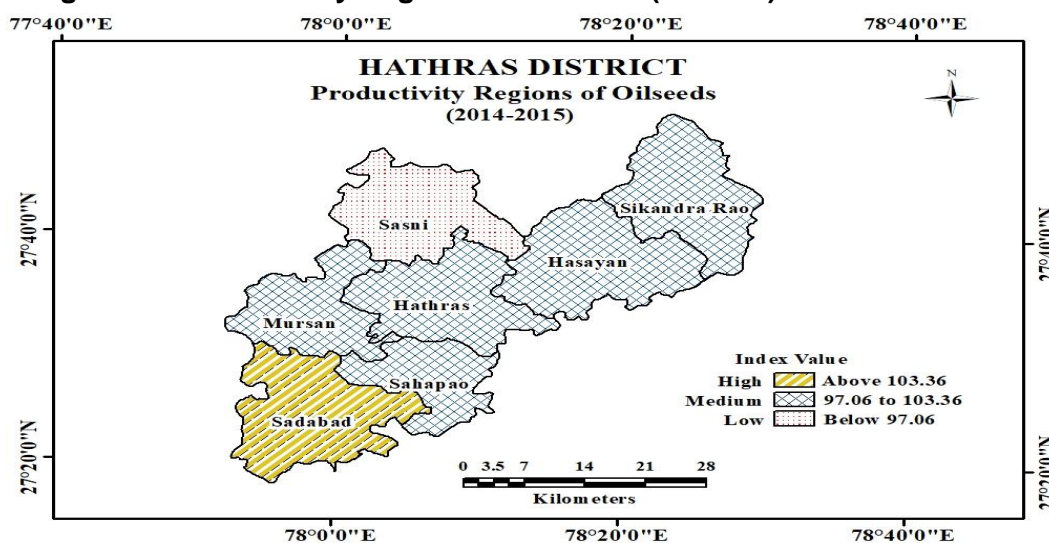 77°40'0"E 78°0'0"E 78°20'0"E 78°40'0"E
HATHRAS DISTRICT
Productivity Regions of Oilseeds
(2014-2015)
N
27°40'0"N
27°40'0"N
Sikandra Rao
Sasni
Hasayan
Hathras
Mursan
Sahapao
Sadabad
Index Value
High Above 103.36
Medium 97.06 to 103.36
Low Below 97.06
27°20'0"N
27°20'0"N
0 3.5 7 14 21 28
Kilometers
78°0'0"E 78°20'0"E 78°40'0"E